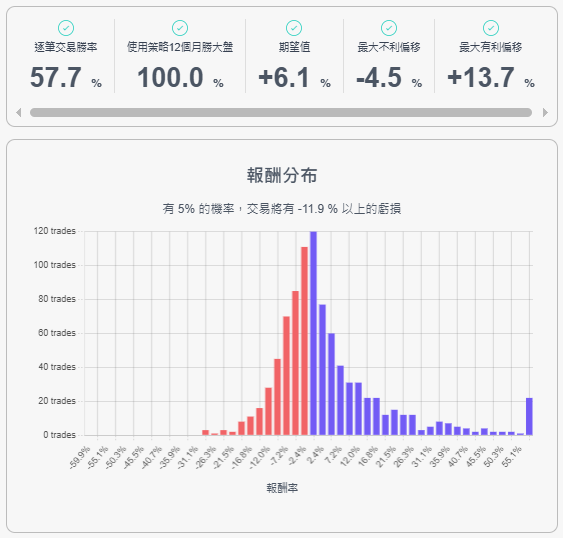 逐筆交易勝率
使用策略12個月勝大盤
期望值
最大不利偏移
最大有利偏移
57.7 %
100.0 %
+6.1 %
-4.5 %
+13.7 %
報酬分布
有 5% 的機率，交易將有 -11.9 % 以上的虧損
120 trades
100 trades
80 trades
60 trades
40 trades
20 trades
0 trades
-59.9%
-55.1%
-50.3%
-45.5%
-40.7%
-35.9%
-31.1%
-26.3%
-21.5%
-16.8%
-12.0%
-7.2%
-2.4%
2.4%
7.2%
12.0%
16.8%
21.5%
26.3%
31.1%
35.9%
40.7%
45.5%
50.3%
55.1%
報酬率